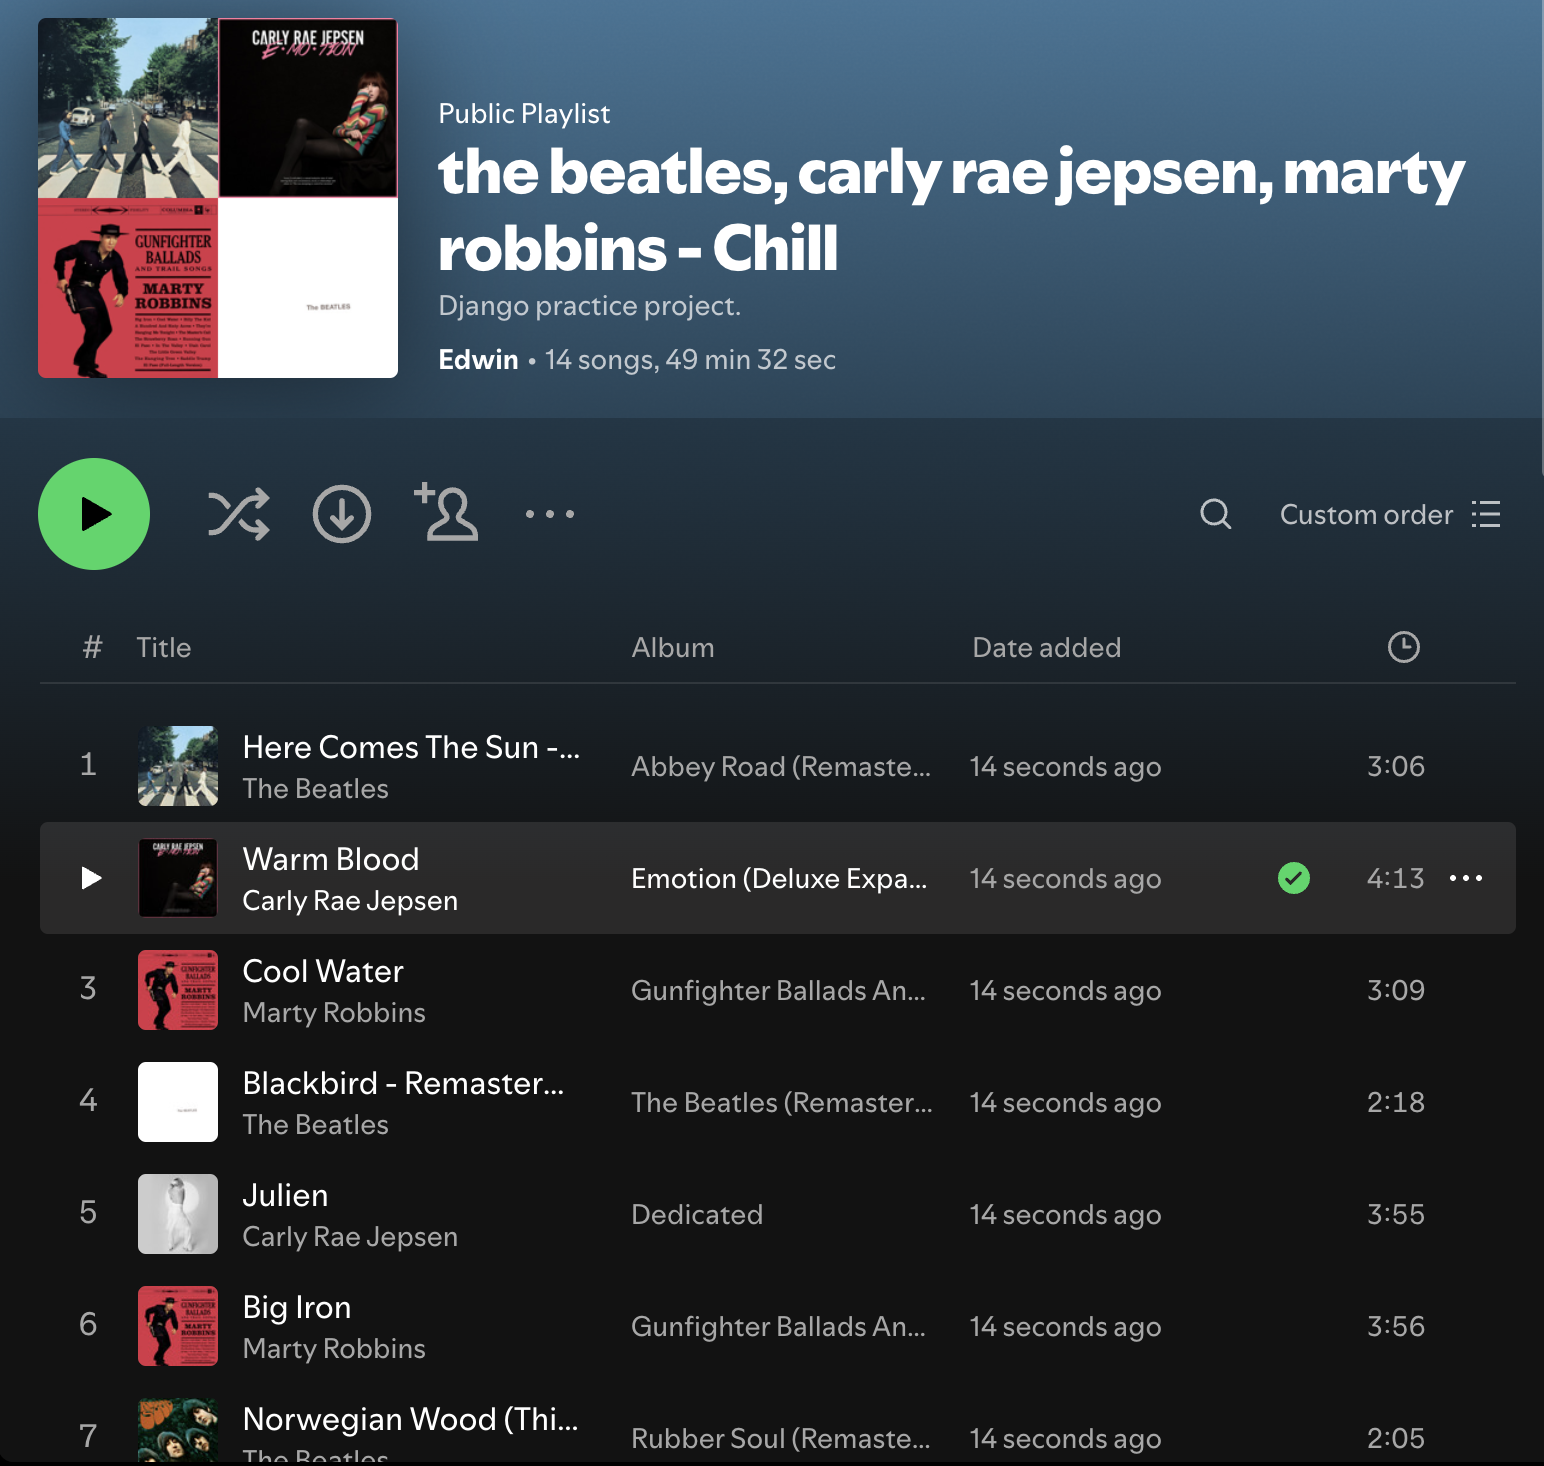 CARLY RAE JEPSEN
E•MO•TION
GUNFIGHTER
BALLADS
AND TRAIL SONGS
MARTY
ROBBINS
The BEATLES
Public Playlist
the beatles, carly rae jepsen, marty
robbins - Chill
Django practice project.
Edwin • 14 songs, 49 min 32 sec
Custom order
# Title Album Date added
1 Here Comes The Sun -... Abbey Road (Remaste... 14 seconds ago 3:06
The Beatles
Warm Blood Emotion (Deluxe Expa... 14 seconds ago 4:13
Carly Rae Jepsen
3 Cool Water Gunfighter Ballads An... 14 seconds ago 3:09
Marty Robbins
4 Blackbird - Remaster... The Beatles (Remaster... 14 seconds ago 2:18
The Beatles
5 Julien Dedicated 14 seconds ago 3:55
Carly Rae Jepsen
6 Big Iron Gunfighter Ballads An... 14 seconds ago 3:56
Marty Robbins
7 Norwegian Wood (Thi... Rubber Soul (Remaste... 14 seconds ago 2:05
The Beatles